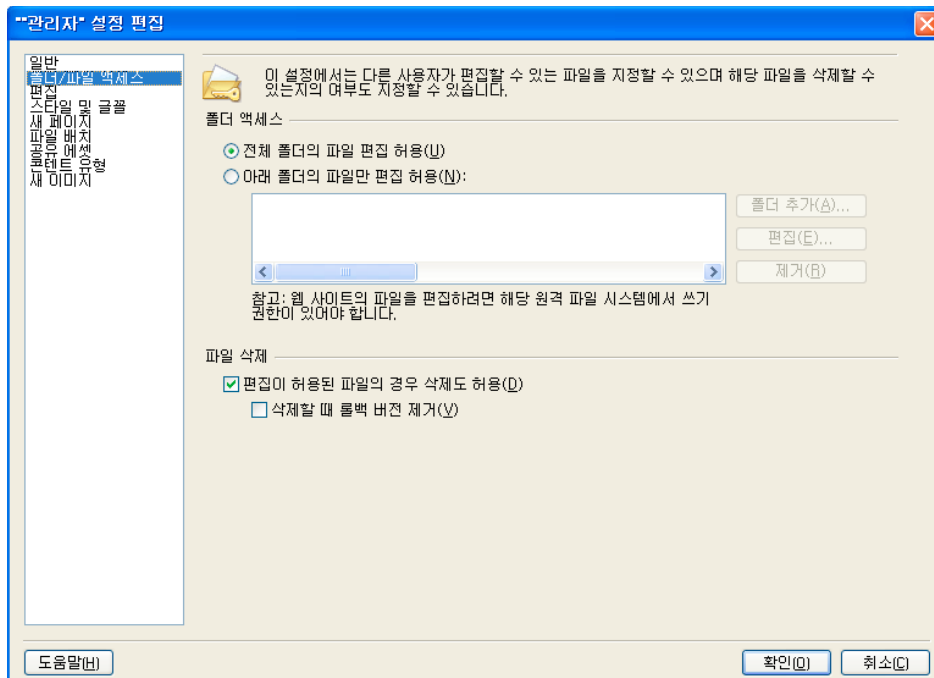 ""관리자" 설정 편집
일반
폴더/파일 액세스
편집
스타일 및 글꼴
새 페이지
파일 배치
공유 에셋
콘텐트 유형
새 이미지
이 설정에서는 다른 사용자가 편집할 수 있는 파일을 지정할 수 있으며 해당 파일을 삭제할 수
있는지의 여부도 지정할 수 있습니다.
폴더 액세스
전체 폴더의 파일 편집 허용(U)
아래 폴더의 파일만 편집 허용(N):
폴더 추가(A)...
편집(E)...
제거(R)
참고: 웹 사이트의 파일을 편집하려면 해당 원격 파일 시스템에서 쓰기
권한이 있어야 합니다.
파일 삭제
편집이 허용된 파일의 경우 삭제도 허용(D)
삭제할 때 롤백 버전 제거(V)
도움말(H)
확인(O)
취소(C)